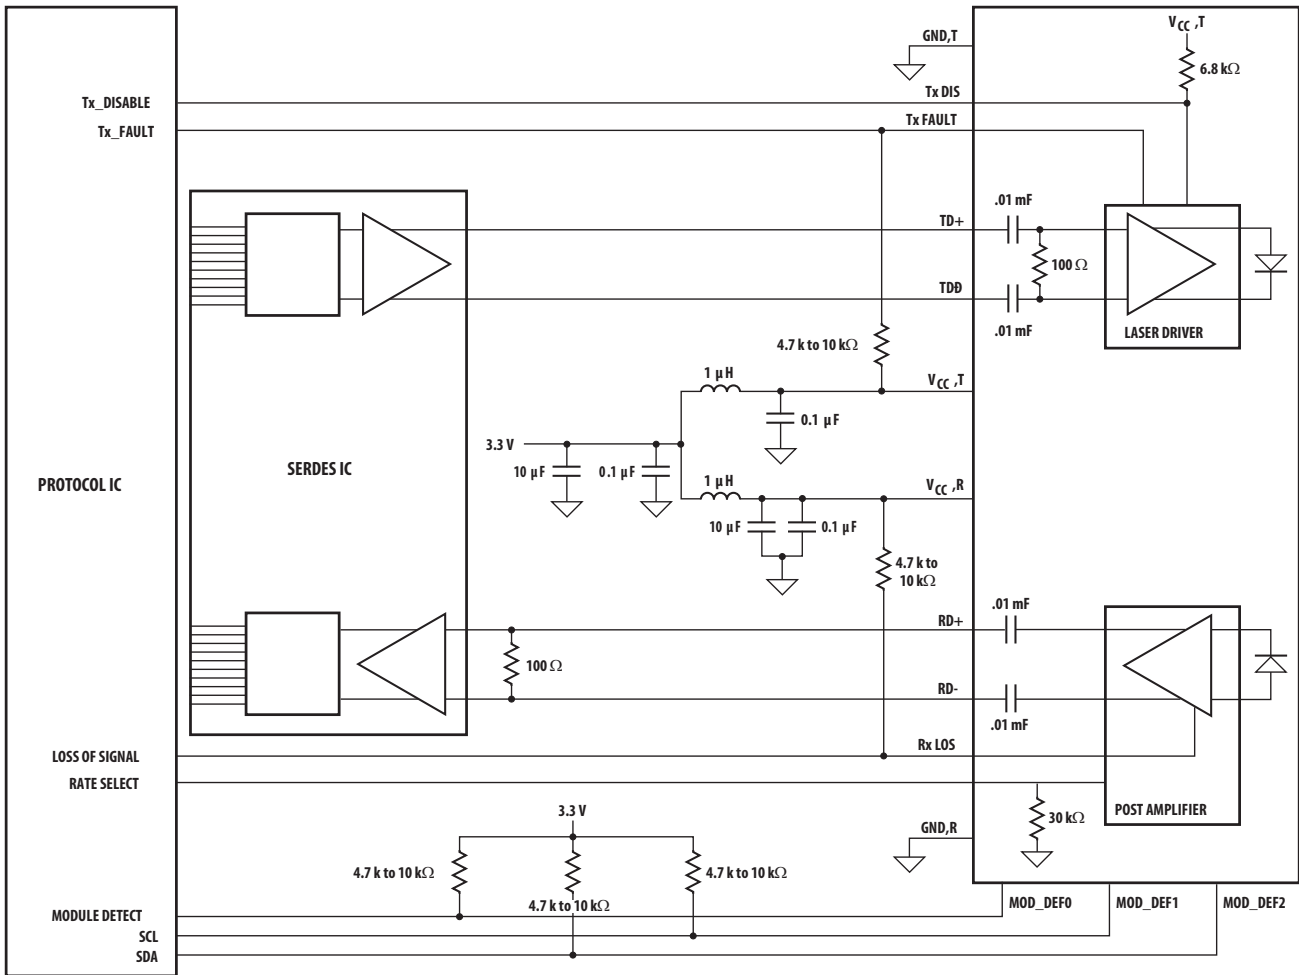 V_CC ,T
GND,T
6.8 kΩ
Tx_DISABLE
Tx DIS
Tx_FAULT
Tx FAULT
.01 mF
TD+
100 Ω
TDÐ
.01 mF
LASER DRIVER
4.7 k to 10 kΩ
1 µH
V_CC ,T
0.1 µF
3.3 V
10 µF
0.1 µF
SERDES IC
PROTOCOL IC
1 µH
V_CC ,R
10 µF
0.1 µF
4.7 k to
10 kΩ
.01 mF
RD+
100 Ω
RD-
.01 mF
LOSS OF SIGNAL
Rx LOS
RATE SELECT
3.3 V
30 kΩ
POST AMPLIFIER
GND,R
4.7 k to 10 kΩ
4.7 k to 10 kΩ
4.7 k to 10 kΩ
MODULE DETECT
MOD_DEF0
MOD_DEF1
MOD_DEF2
SCL
SDA